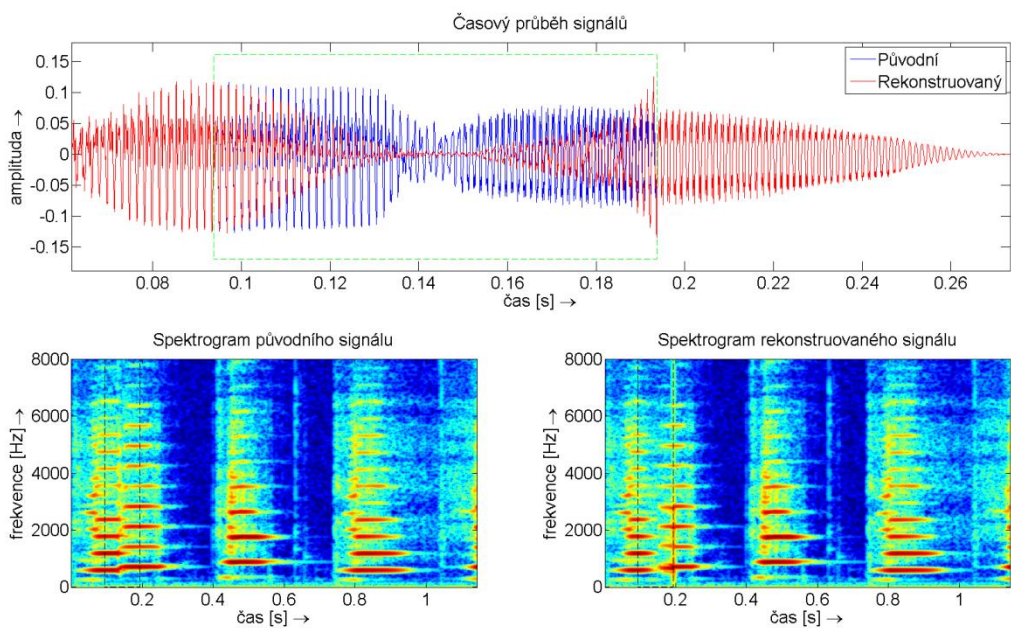 Časový průběh signálů
0.15
0.1
0.05
0
-0.05
-0.1
-0.15
amplituda →
Původní
Rekonstruovaný
0.08 0.1 0.12 0.14 0.16 0.18 0.2 0.22 0.24 0.26
čas [s] →
Spektrogram původního signálu
8000
6000
4000
2000
0
frekvence [Hz] →
0.2 0.4 0.6 0.8 1
čas [s] →
Spektrogram rekonstruovaného signálu
8000
6000
4000
2000
0
frekvence [Hz] →
0.2 0.4 0.6 0.8 1
čas [s] →